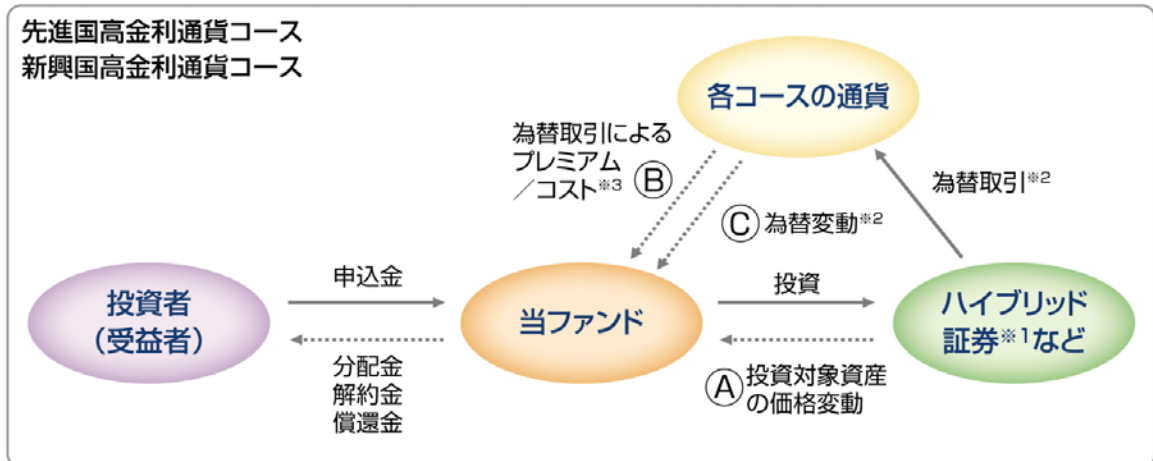 先進国高金利通貨コース
新興国高金利通貨コース
各コースの通貨
為替取引による
プレミアム
／コスト※3 Ⓑ
為替取引※2
Ⓒ 為替変動※2
投資者
（受益者）
申込金
分配金
解約金
償還金
当ファンド
投資
Ⓐ 投資対象資産
の価格変動
ハイブリッド
証券※1など